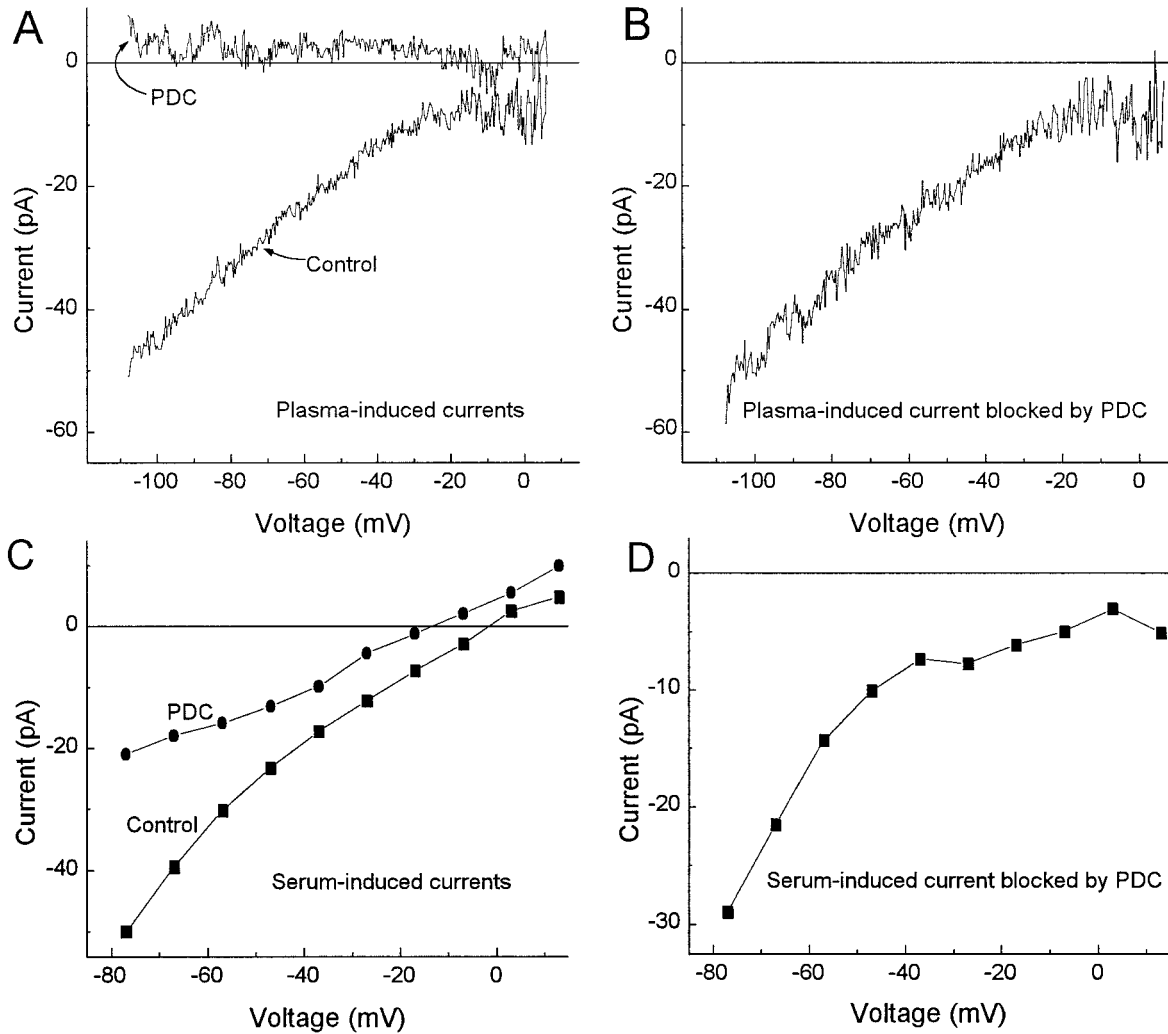 A
0
-20
-40
-60
Current (pA)
PDC
Control
Plasma-induced currents
-100 -80 -60 -40 -20 0
Voltage (mV)
B
0
-20
-40
-60
Current (pA)
Plasma-induced current blocked by PDC
-100 -80 -60 -40 -20 0
Voltage (mV)
C
0
-20
-40
Current (pA)
PDC
Control
Serum-induced currents
-80 -60 -40 -20 0
Voltage (mV)
D
0
-10
-20
-30
Current (pA)
Serum-induced current blocked by PDC
-80 -60 -40 -20 0
Voltage (mV)